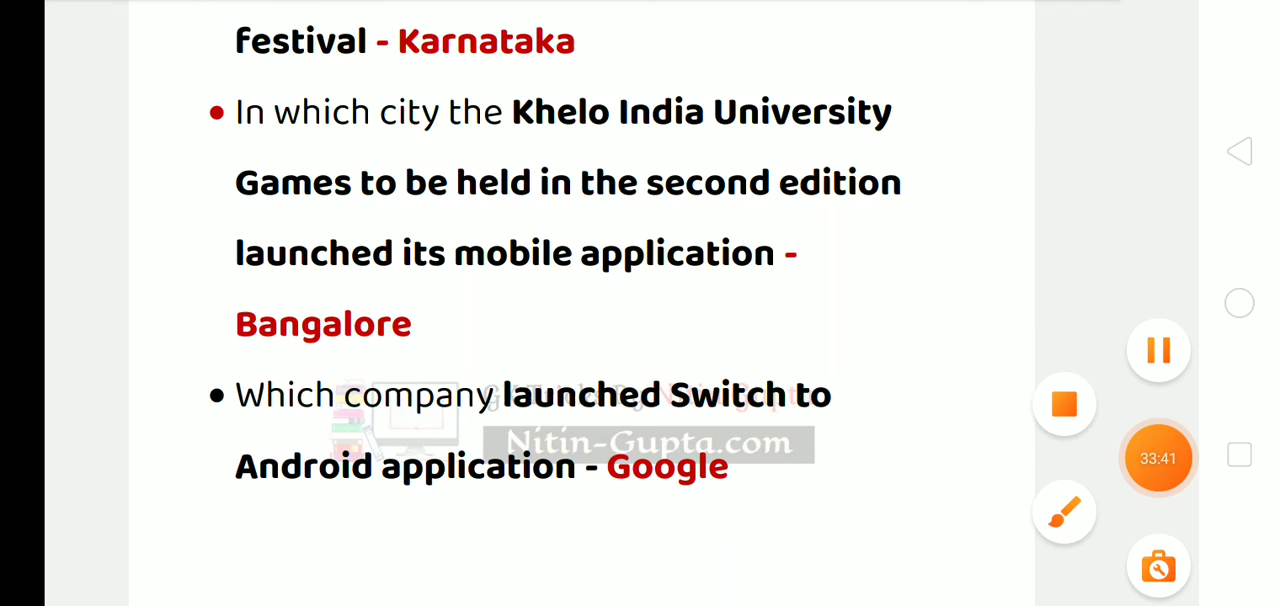 festival - Karnataka
• In which city the Khelo India University
Games to be held in the second edition
launched its mobile application -
Bangalore
• Which company launched Switch to
Android application - Google
Nitin-Gupta.com
33:41